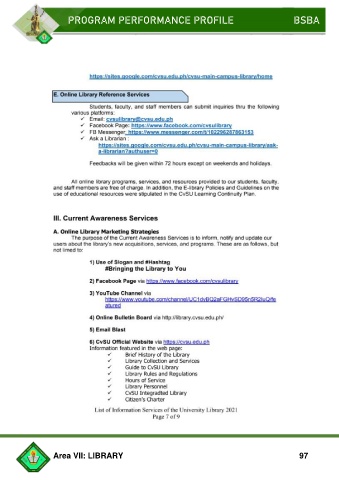 PROGRAM PERFORMANCE PROFILE BSBA
https://sites.google.com/cvsu.edu.ph/cvsu-main-campus-library/home
E. Online Library Reference Services
Students, faculty, and staff members can submit inquiries thru the following
various platforms:
✓ Email: cvsulibrary@cvsu.edu.ph
✓ Facebook Page: https://www.facebook.com/cvsulibrary
✓ FB Messenger: https://www.messenger.com/t/102296287863153
✓ Ask a Librarian :
https://sites.google.com/cvsu.edu.ph/cvsu-main-campus-library/ask-
a-librarian?authuser=0
Feedbacks will be given within 72 hours except on weekends and holidays.
All online library programs, services, and resources provided to our students, faculty,
and staff members are free of charge. In addition, the E-library Policies and Guidelines on the
use of educational resources were stipulated in the CvSU Learning Continuity Plan.
III. Current Awareness Services
A. Online Library Marketing Strategies
The purpose of the Current Awareness Services is to inform, notify and update our
users about the library's new acquisitions, services, and programs. These are as follows, but
not limed to:
1) Use of Slogan and #Hashtag
#Bringing the Library to You
2) Facebook Page via https://www.facebook.com/cvsulibrary
3) YouTube Channel via
https://www.youtube.com/channel/
atured
4) Online Bulletin Board via http://library.cvsu.edu.ph/
5) Email Blast
6) CvSU Official Website via https://cvsu.edu.ph
Information featured in the web page:
✓ Brief History of the Library
✓ Library Collection and Services
✓ Guide to CvSU Library
✓ Library Rules and Regulations
✓ Hours of Service
✓ Library Personnel
✓ CvSU Integradted Library
✓ Citizen's Charter
List of Information Services of the University Library 2021
Page 7 of 9
Area VII: LIBRARY 97